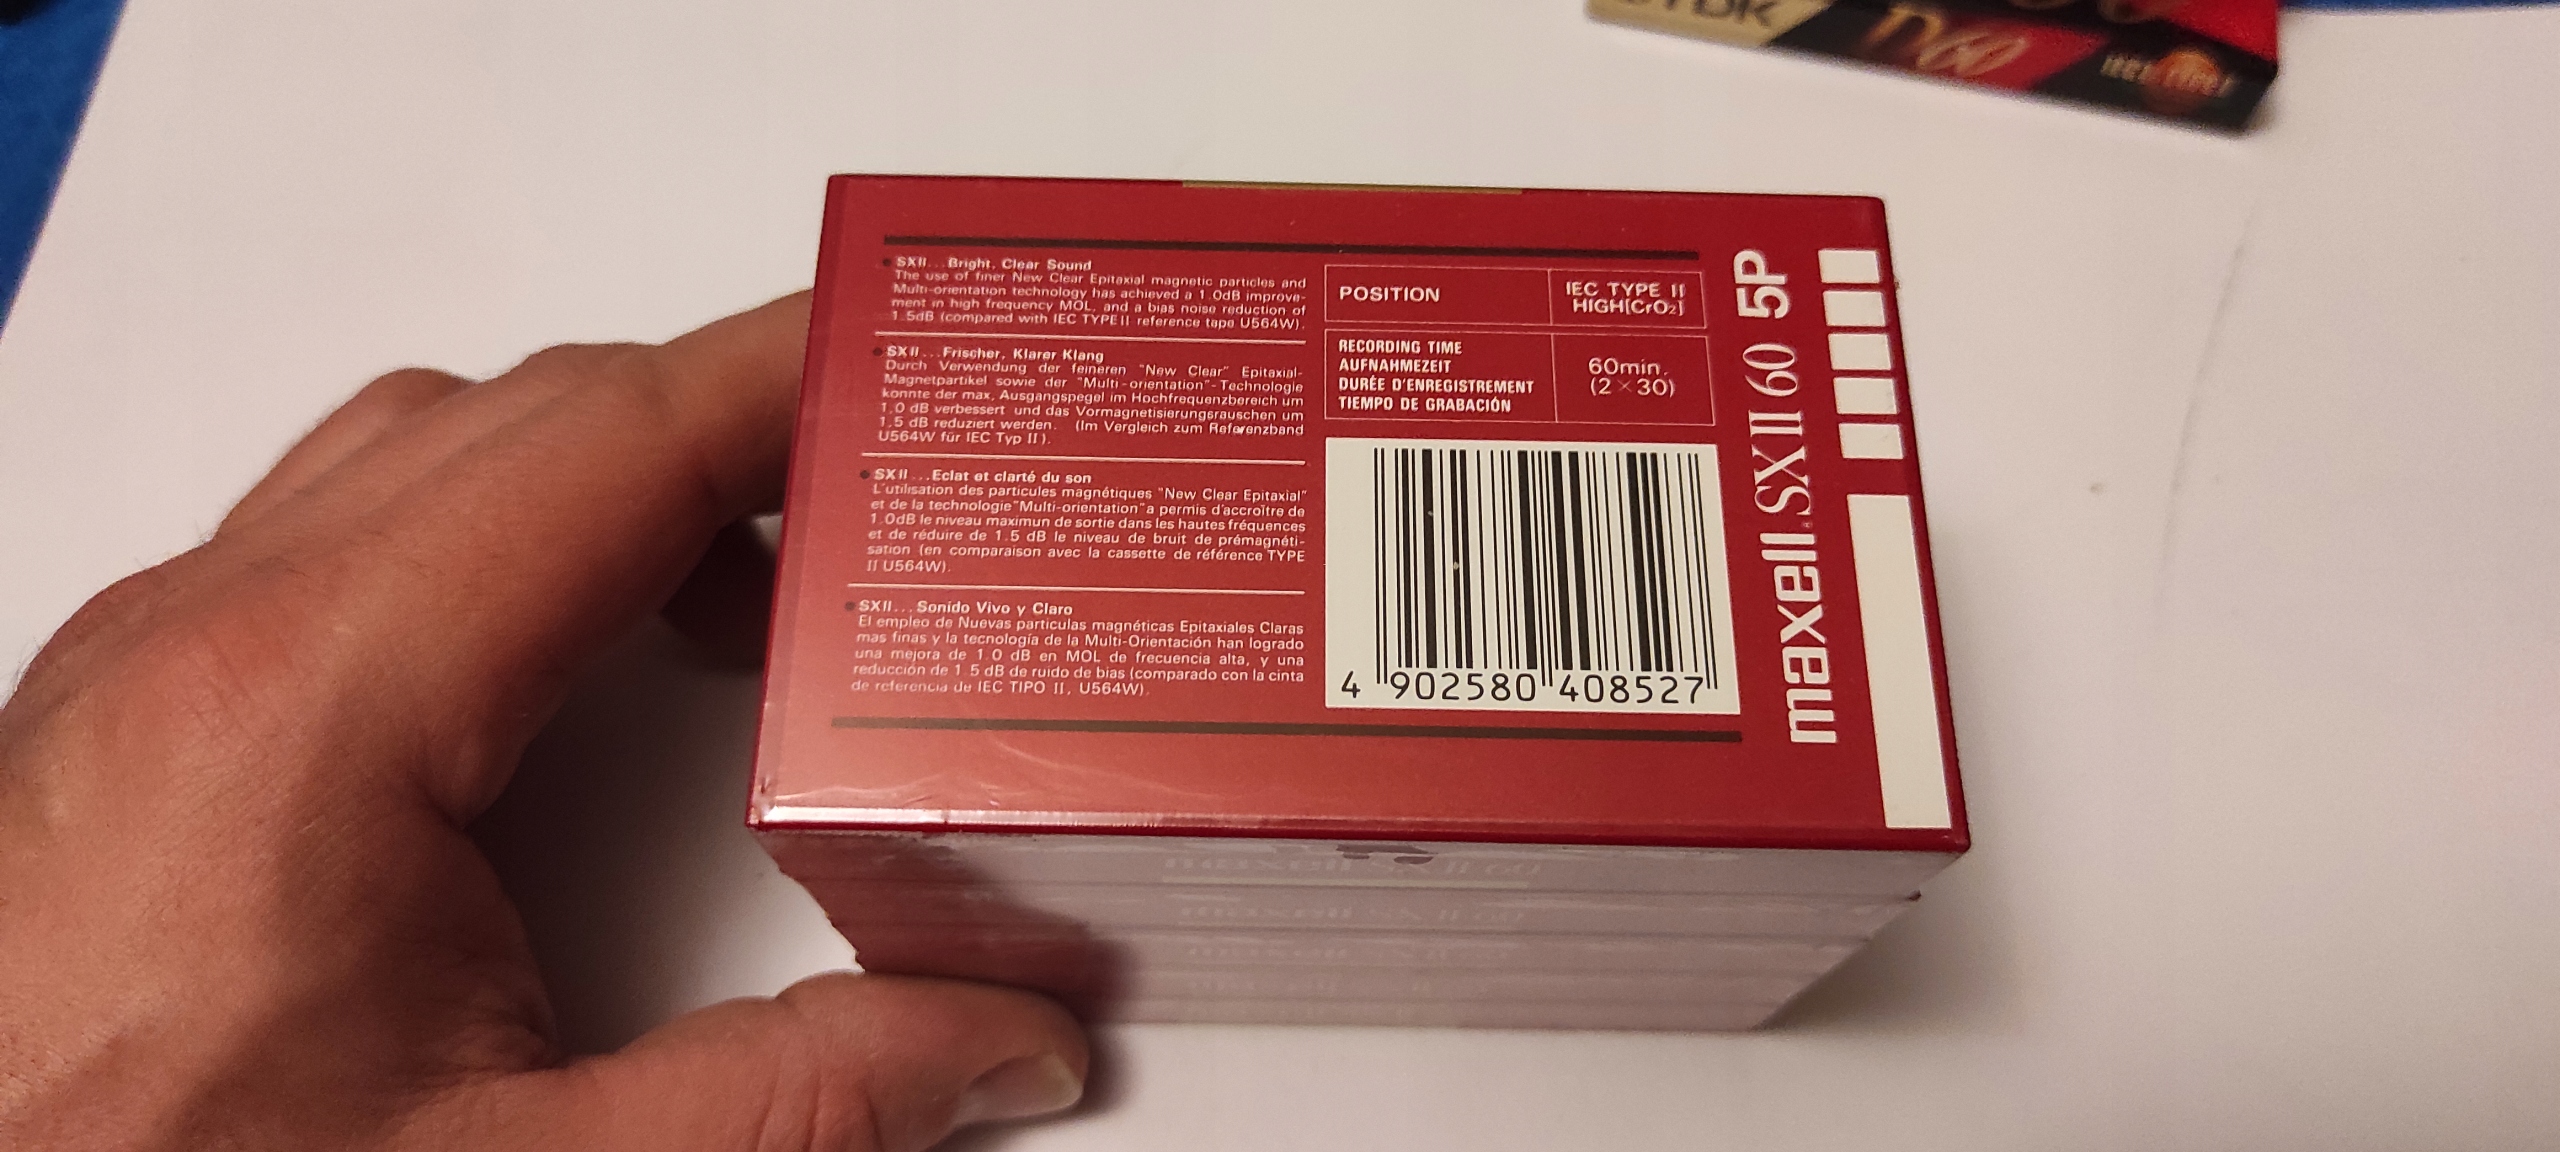 TDK D60
SXII...Bright, Clear Sound
The use of finer New Clear Epitaxial magnetic particles and
Multi-orientation technology has achieved a 1.0dB improve-
ment in high frequency MOL, and a bias noise reduction of
1.5dB (compared with IEC TYPE II reference tape U564W).
SXII...Frischer, Klarer Klang
Durch Verwendung der feineren "New Clear" Epitaxial-
Magnetpartikel sowie der "Multi-orientation"-Technologie
konnte der max. Ausgangspegel im Hochfrequenzbereich um
1.0 dB verbessert und das Vormagnetisierungsrauschen um
1.5 dB reduziert werden. (Im Vergleich zum Referenzband
U564W für IEC Typ II).
SXII...Eclat et clarté du son
L'utilisation des particules magnétiques "New Clear Epitaxial"
et de la technologie "Multi-orientation" a permis d'accroître de
1.0dB le niveau maximun de sortie dans les hautes fréquences
et de réduire de 1.5 dB le niveau de bruit de prémagnéti-
sation (en comparaison avec la cassette de référence TYPE
II U564W).
SXII...Sonido Vivo y Claro
El empleo de Nuevas particulas magnéticas Epitaxiales Claras
mas finas y la tecnología de la Multi-Orientación han logrado
una mejora de 1.0 dB en MOL de frecuencia alta, y una
reducción de 1.5 dB de ruido de bias (comparado con la cinta
de referencia de IEC TIPO II, U564W).
POSITION
IEC TYPE II
HIGH[CrO₂]
RECORDING TIME
AUFNAHMEZEIT
DURÉE D'ENREGISTREMENT
TIEMPO DE GRABACIÓN
60min.
(2×30)
4 902580 408527
maxell SXII 60 5P
maxell SX II 60
maxell SX II 60